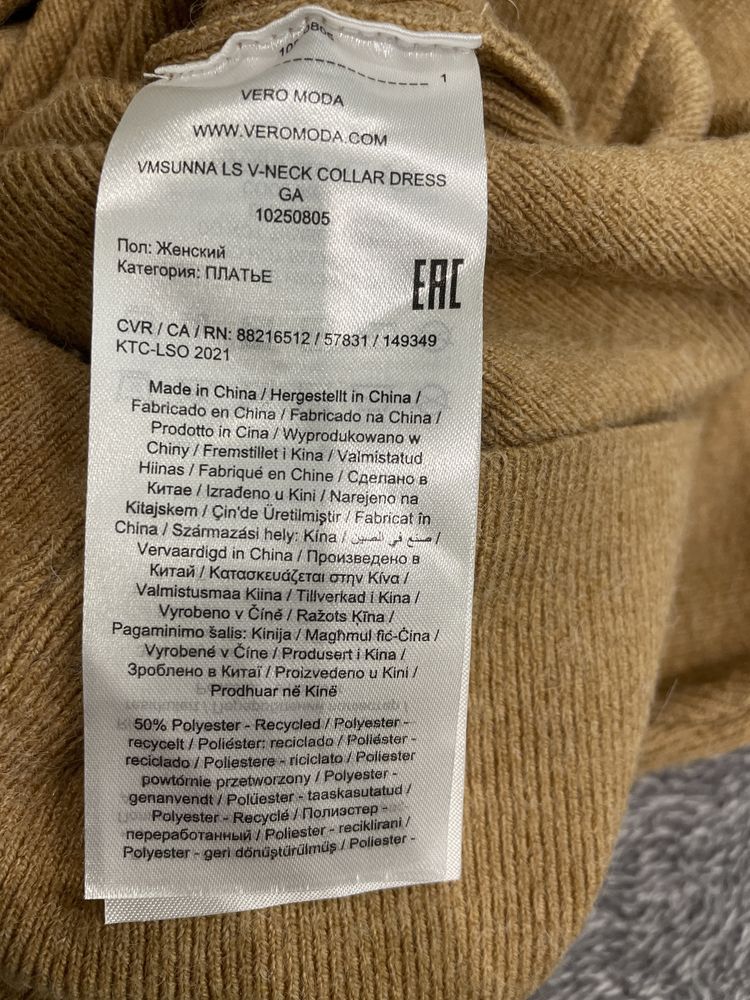 1
VERO MODA
WWW.VEROMODA.COM
VMSUNNA LS V-NECK COLLAR DRESS
GA
10250805
Пол: Женский
Категория: ПЛАТЬЕ
EAC
CVR / CA / RN: 88216512 / 57831 / 149349
KTC-LSO 2021
Made in China / Hergestellt in China /
Fabricado en China / Fabricado na China /
Prodotto in Cina / Wyprodukowano w
Chiny / Fremstillet i Kina / Valmistatud
Hiinas / Fabriqué en Chine / Сделано в
Китае / Izrađeno u Kini / Narejeno na
Kitajskem / Çin'de Üretilmiştir / Fabricat în
China / Származási hely: Kína / صنع في الصين /
Vervaardigd in China / Произведено в
Китай / Κατασκευάζεται στην Κίνα /
Valmistusmaa Kiina / Tillverkad i Kina /
Vyrobeno v Číně / Ražots Ķīna /
Pagaminimo šalis: Kinija / Magħmul fiċ-Ċina /
Vyrobené v Číne / Produsert i Kina /
Зроблено в Китаї / Proizvedeno u Kini /
Prodhuar në Kinë
50% Polyester - Recycled / Polyester -
recycelt / Poliéster: reciclado / Poliéster -
reciclado / Poliestere - riciclato / Poliester
powtórnie przetworzony / Polyester -
genanvendt / Polüester - taaskasutatud /
Polyester - Recyclé / Полиэстер -
переработанный / Poliester - reciklirani /
Polyester - geri dönüştürülmüş / Poliester -